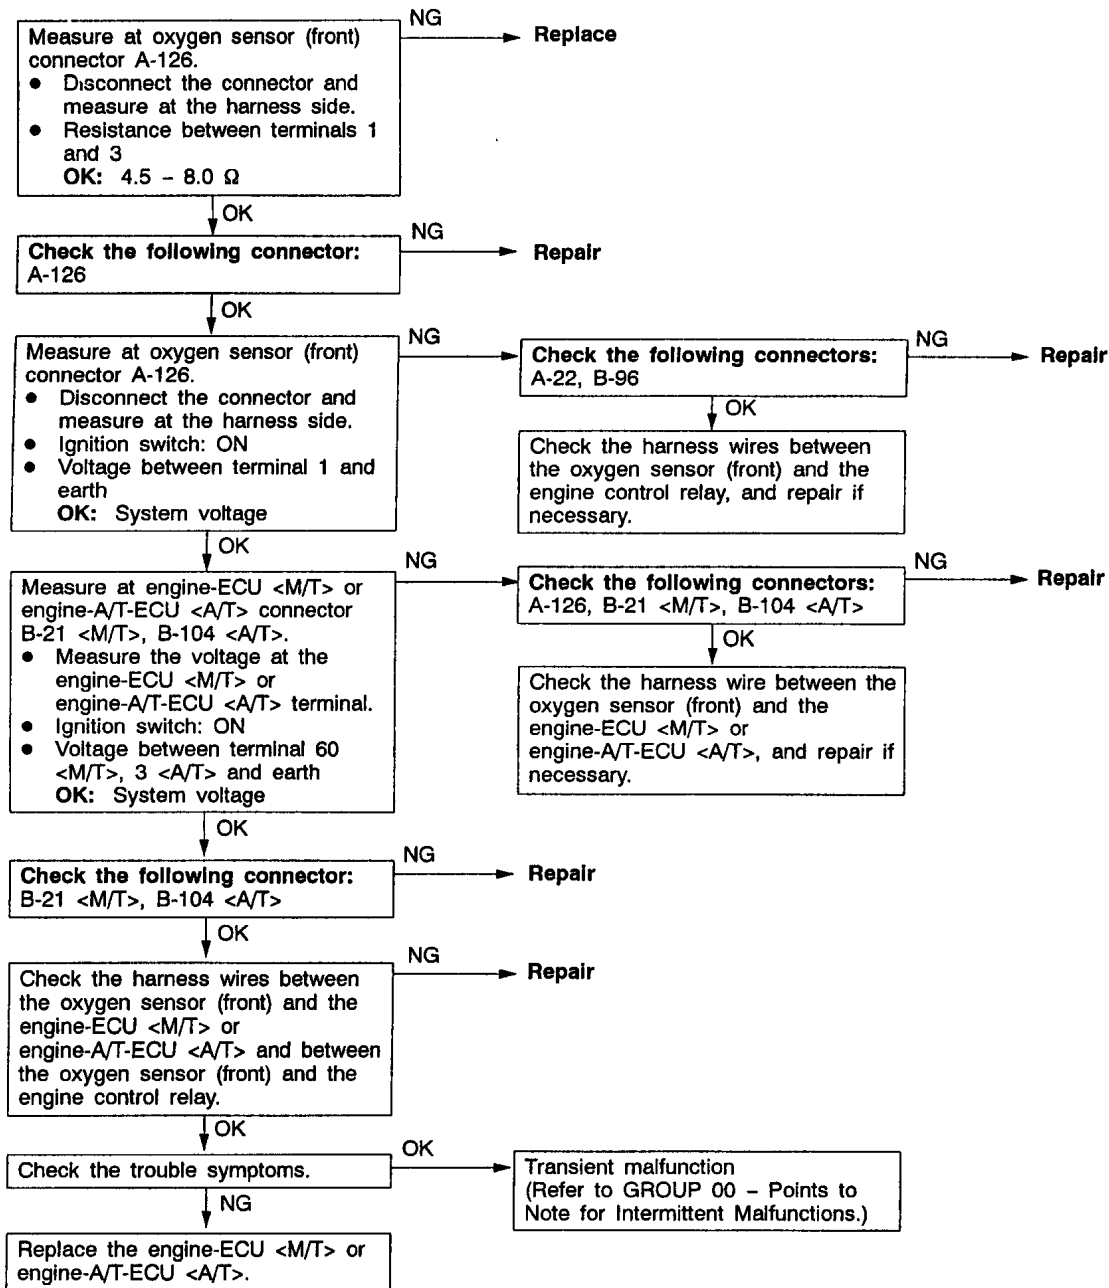 NG
Measure at oxygen sensor (front)
connector A-126.
● Disconnect the connector and
measure at the harness side.
● Resistance between terminals 1
and 3
OK: 4.5 – 8.0 Ω
Replace
OK
NG
Check the following connector:
A-126
Repair
OK
NG
Measure at oxygen sensor (front)
connector A-126.
● Disconnect the connector and
measure at the harness side.
● Ignition switch: ON
● Voltage between terminal 1 and
earth
OK: System voltage
NG
Check the following connectors:
A-22, B-96
Repair
OK
Check the harness wires between
the oxygen sensor (front) and the
engine control relay, and repair if
necessary.
OK
NG
Measure at engine-ECU <M/T> or
engine-A/T-ECU <A/T> connector
B-21 <M/T>, B-104 <A/T>.
● Measure the voltage at the
engine-ECU <M/T> or
engine-A/T-ECU <A/T> terminal.
● Ignition switch: ON
● Voltage between terminal 60
<M/T>, 3 <A/T> and earth
OK: System voltage
NG
Check the following connectors:
A-126, B-21 <M/T>, B-104 <A/T>
Repair
OK
Check the harness wire between the
oxygen sensor (front) and the
engine-ECU <M/T> or
engine-A/T-ECU <A/T>, and repair if
necessary.
OK
NG
Check the following connector:
B-21 <M/T>, B-104 <A/T>
Repair
OK
NG
Check the harness wires between
the oxygen sensor (front) and the
engine-ECU <M/T> or
engine-A/T-ECU <A/T> and between
the oxygen sensor (front) and the
engine control relay.
Repair
OK
OK
Check the trouble symptoms.
Transient malfunction
(Refer to GROUP 00 – Points to
Note for Intermittent Malfunctions.)
NG
Replace the engine-ECU <M/T> or
engine-A/T-ECU <A/T>.